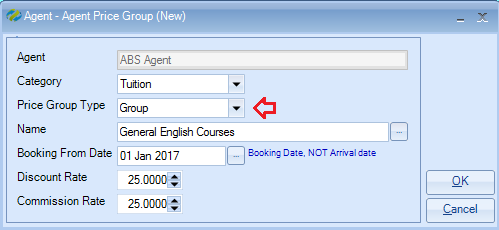 Agent - Agent Price Group (New)
Agent ABS Agent
Category Tuition
Price Group Type Group
Name General English Courses ...
Booking From Date 01 Jan 2017 ... Booking Date, NOT Arrival date
Discount Rate 25.0000
Commission Rate 25.0000
OK
Cancel